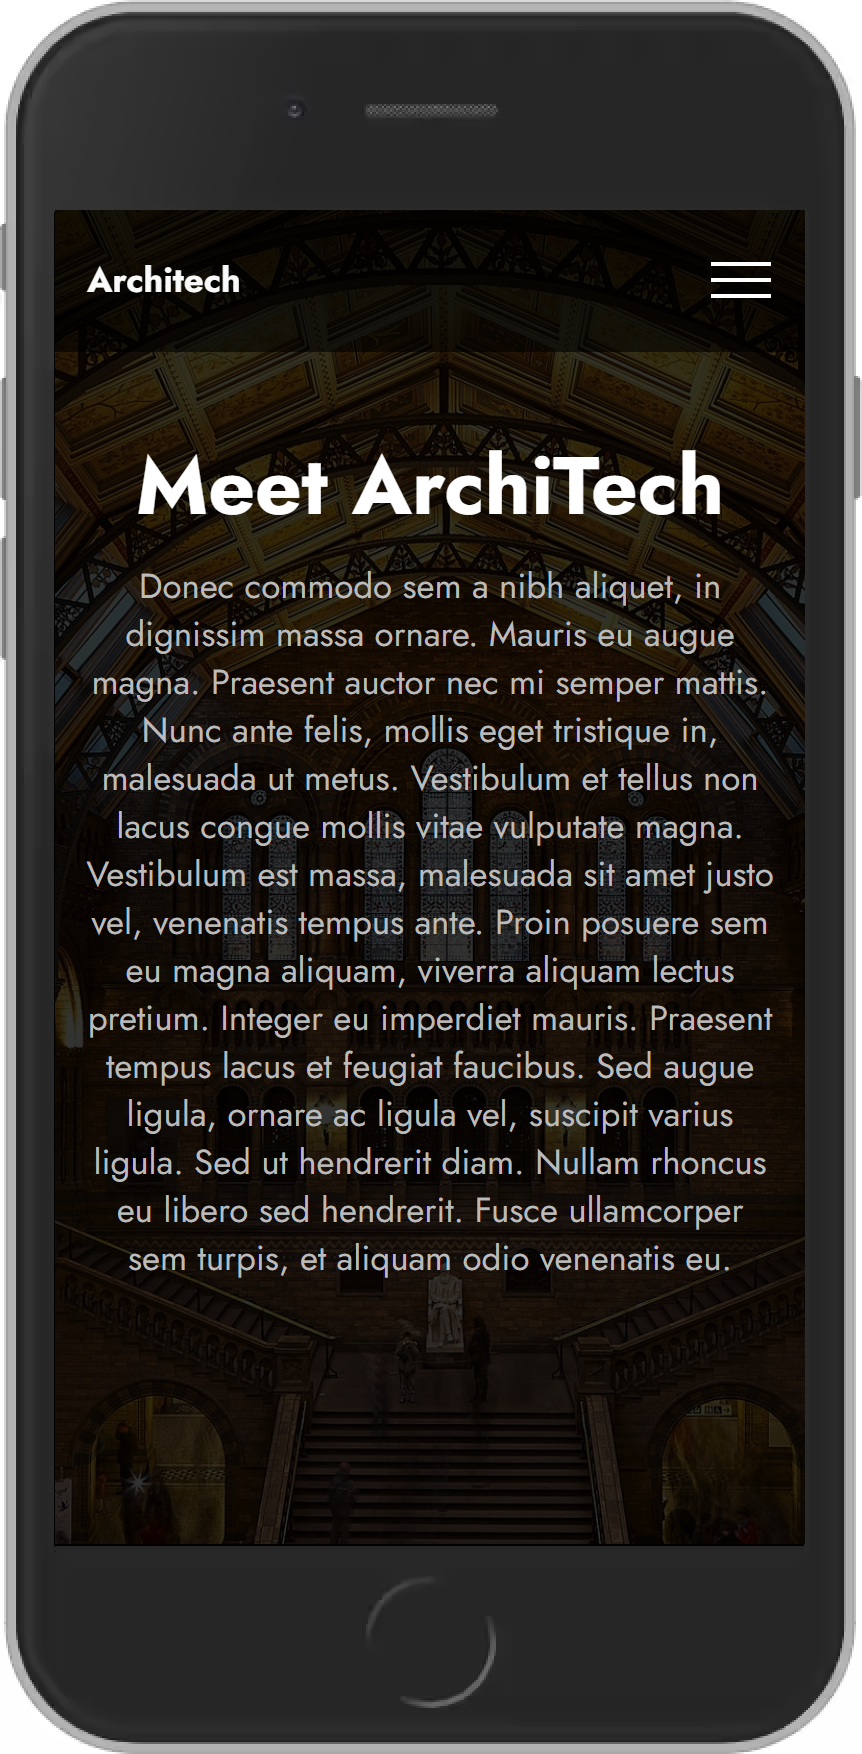 Architech
Meet ArchiTech
Donec commodo sem a nibh aliquet, in
dignissim massa ornare. Mauris eu augue
magna. Praesent auctor nec mi semper mattis.
Nunc ante felis, mollis eget tristique in,
malesuada ut metus. Vestibulum et tellus non
lacus congue mollis vitae vulputate magna.
Vestibulum est massa, malesuada sit amet justo
vel, venenatis tempus ante. Proin posuere sem
eu magna aliquam, viverra aliquam lectus
pretium. Integer eu imperdiet mauris. Praesent
tempus lacus et feugiat faucibus. Sed augue
ligula, ornare ac ligula vel, suscipit varius
ligula. Sed ut hendrerit diam. Nullam rhoncus
eu libero sed hendrerit. Fusce ullamcorper
sem turpis, et aliquam odio venenatis eu.